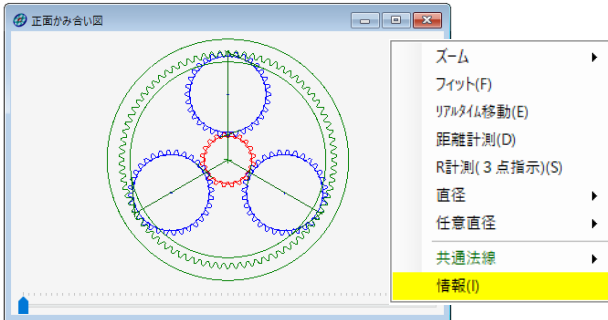 正面かみ合い図
ズーム
フィット(F)
リアルタイム移動(E)
距離計測(D)
R計測(３点指示)(S)
直径
任意直径
共通法線
情報(I)